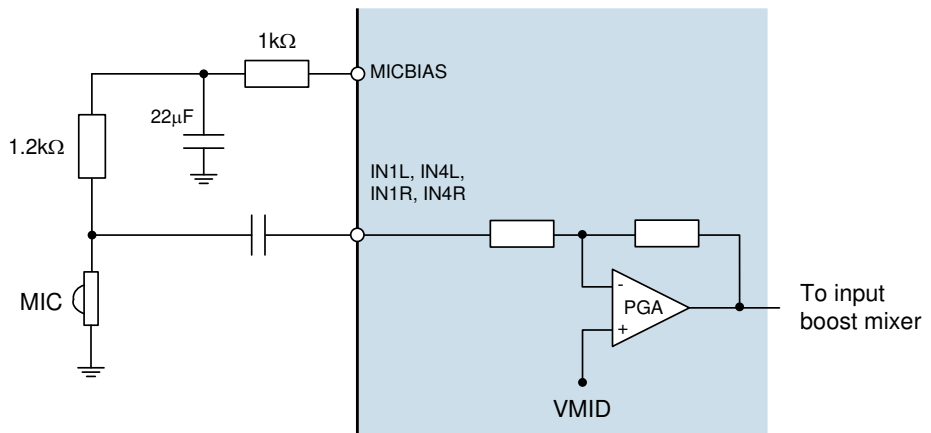 1kΩ
MICBIAS
22μF
1.2kΩ
IN1L, IN4L,
IN1R, IN4R
MIC
-
PGA
+
To input
boost mixer
VMID